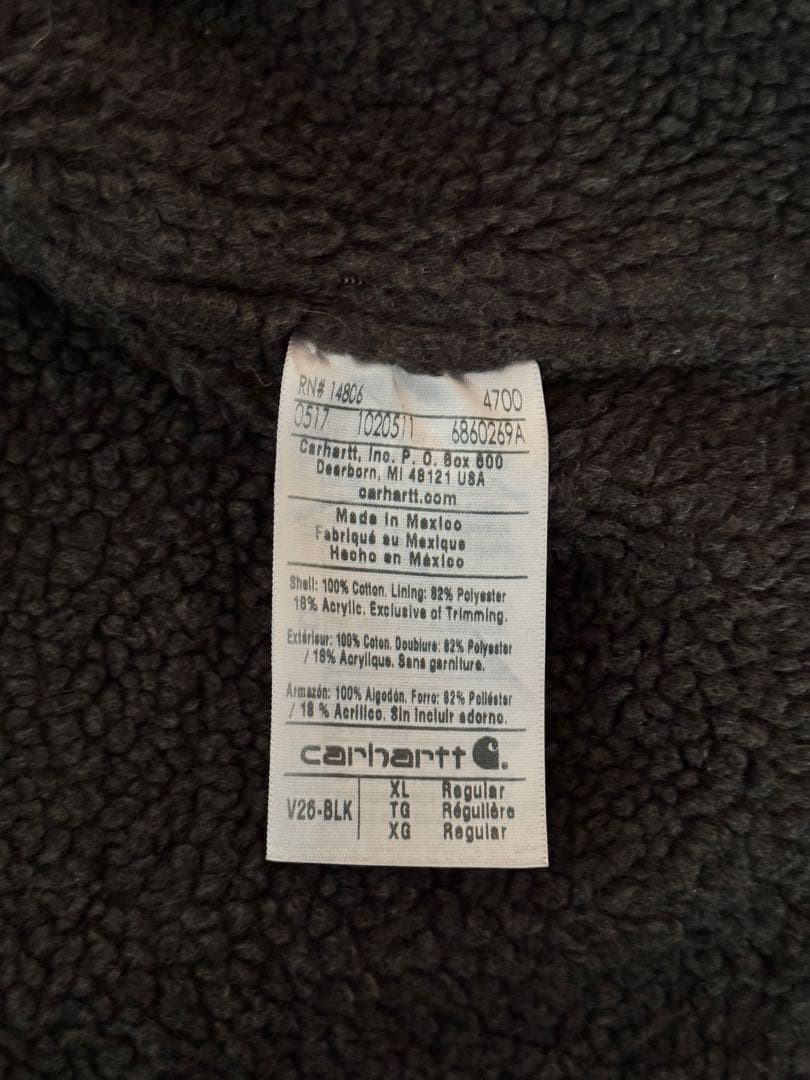 RN# 14806 4700
0517 1020511 6860269A
Carhartt, Inc. P. O. Box 600
Dearborn, MI 48121 USA
carhartt.com
Made in Mexico
Fabriqué au Mexique
Hecho en México
Shell: 100% Cotton. Lining: 82% Polyester
18% Acrylic. Exclusive of Trimming.
Extérieur: 100% Coton. Doublure: 82% Polyester
/ 18% Acrylique. Sans garniture.
Armazón: 100% Algodón. Forro: 82% Poliéster
/ 18 % Acrílico. Sin incluir adorno.
carhartt
V26-BLK XL Regular
TG Régulière
XG Regular